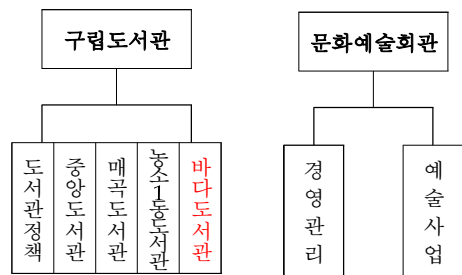 구립도서관
문화예술회관
도서관정책
중앙도서관
매곡도서관
농소1동도서관
바다도서관
경영관리
예술사업